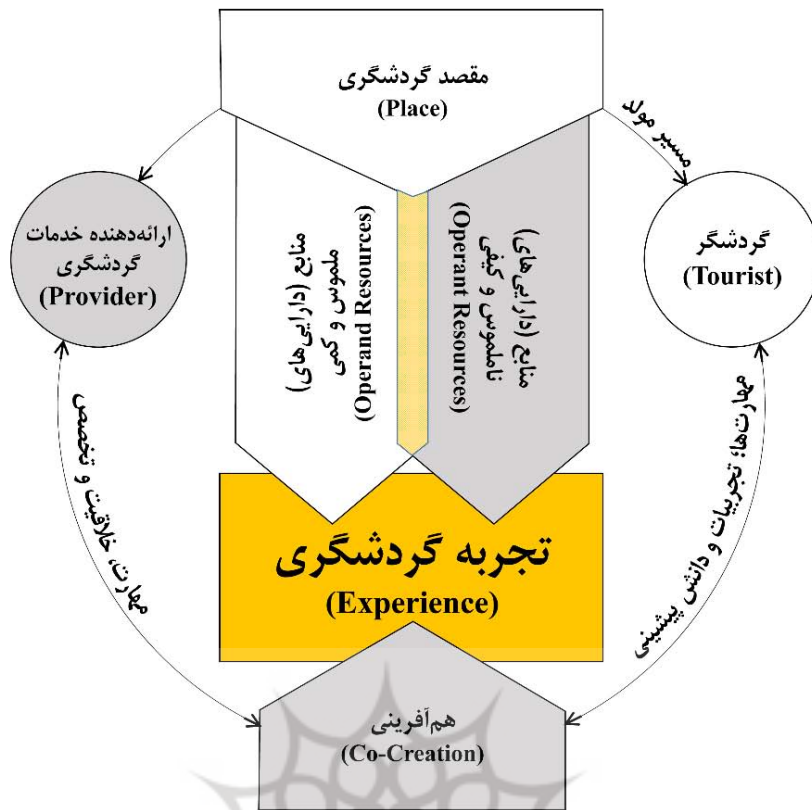 مقصد گردشگری
(Place)
مسیر مولد
ارائه‌دهنده خدمات
گردشگری
(Provider)
گردشگر
(Tourist)
منابع (دارایی‌های)
ناملموس و کیفی
(Operant Resources)
منابع (دارایی‌های)
ملموس و کمی
(Operand Resources)
مهارت‌ها؛ تجربیات و دانش پیشینی
مهارت، خلاقیت و تخصص
تجربه گردشگری
(Experience)
هم‌آفرینی
(Co-Creation)